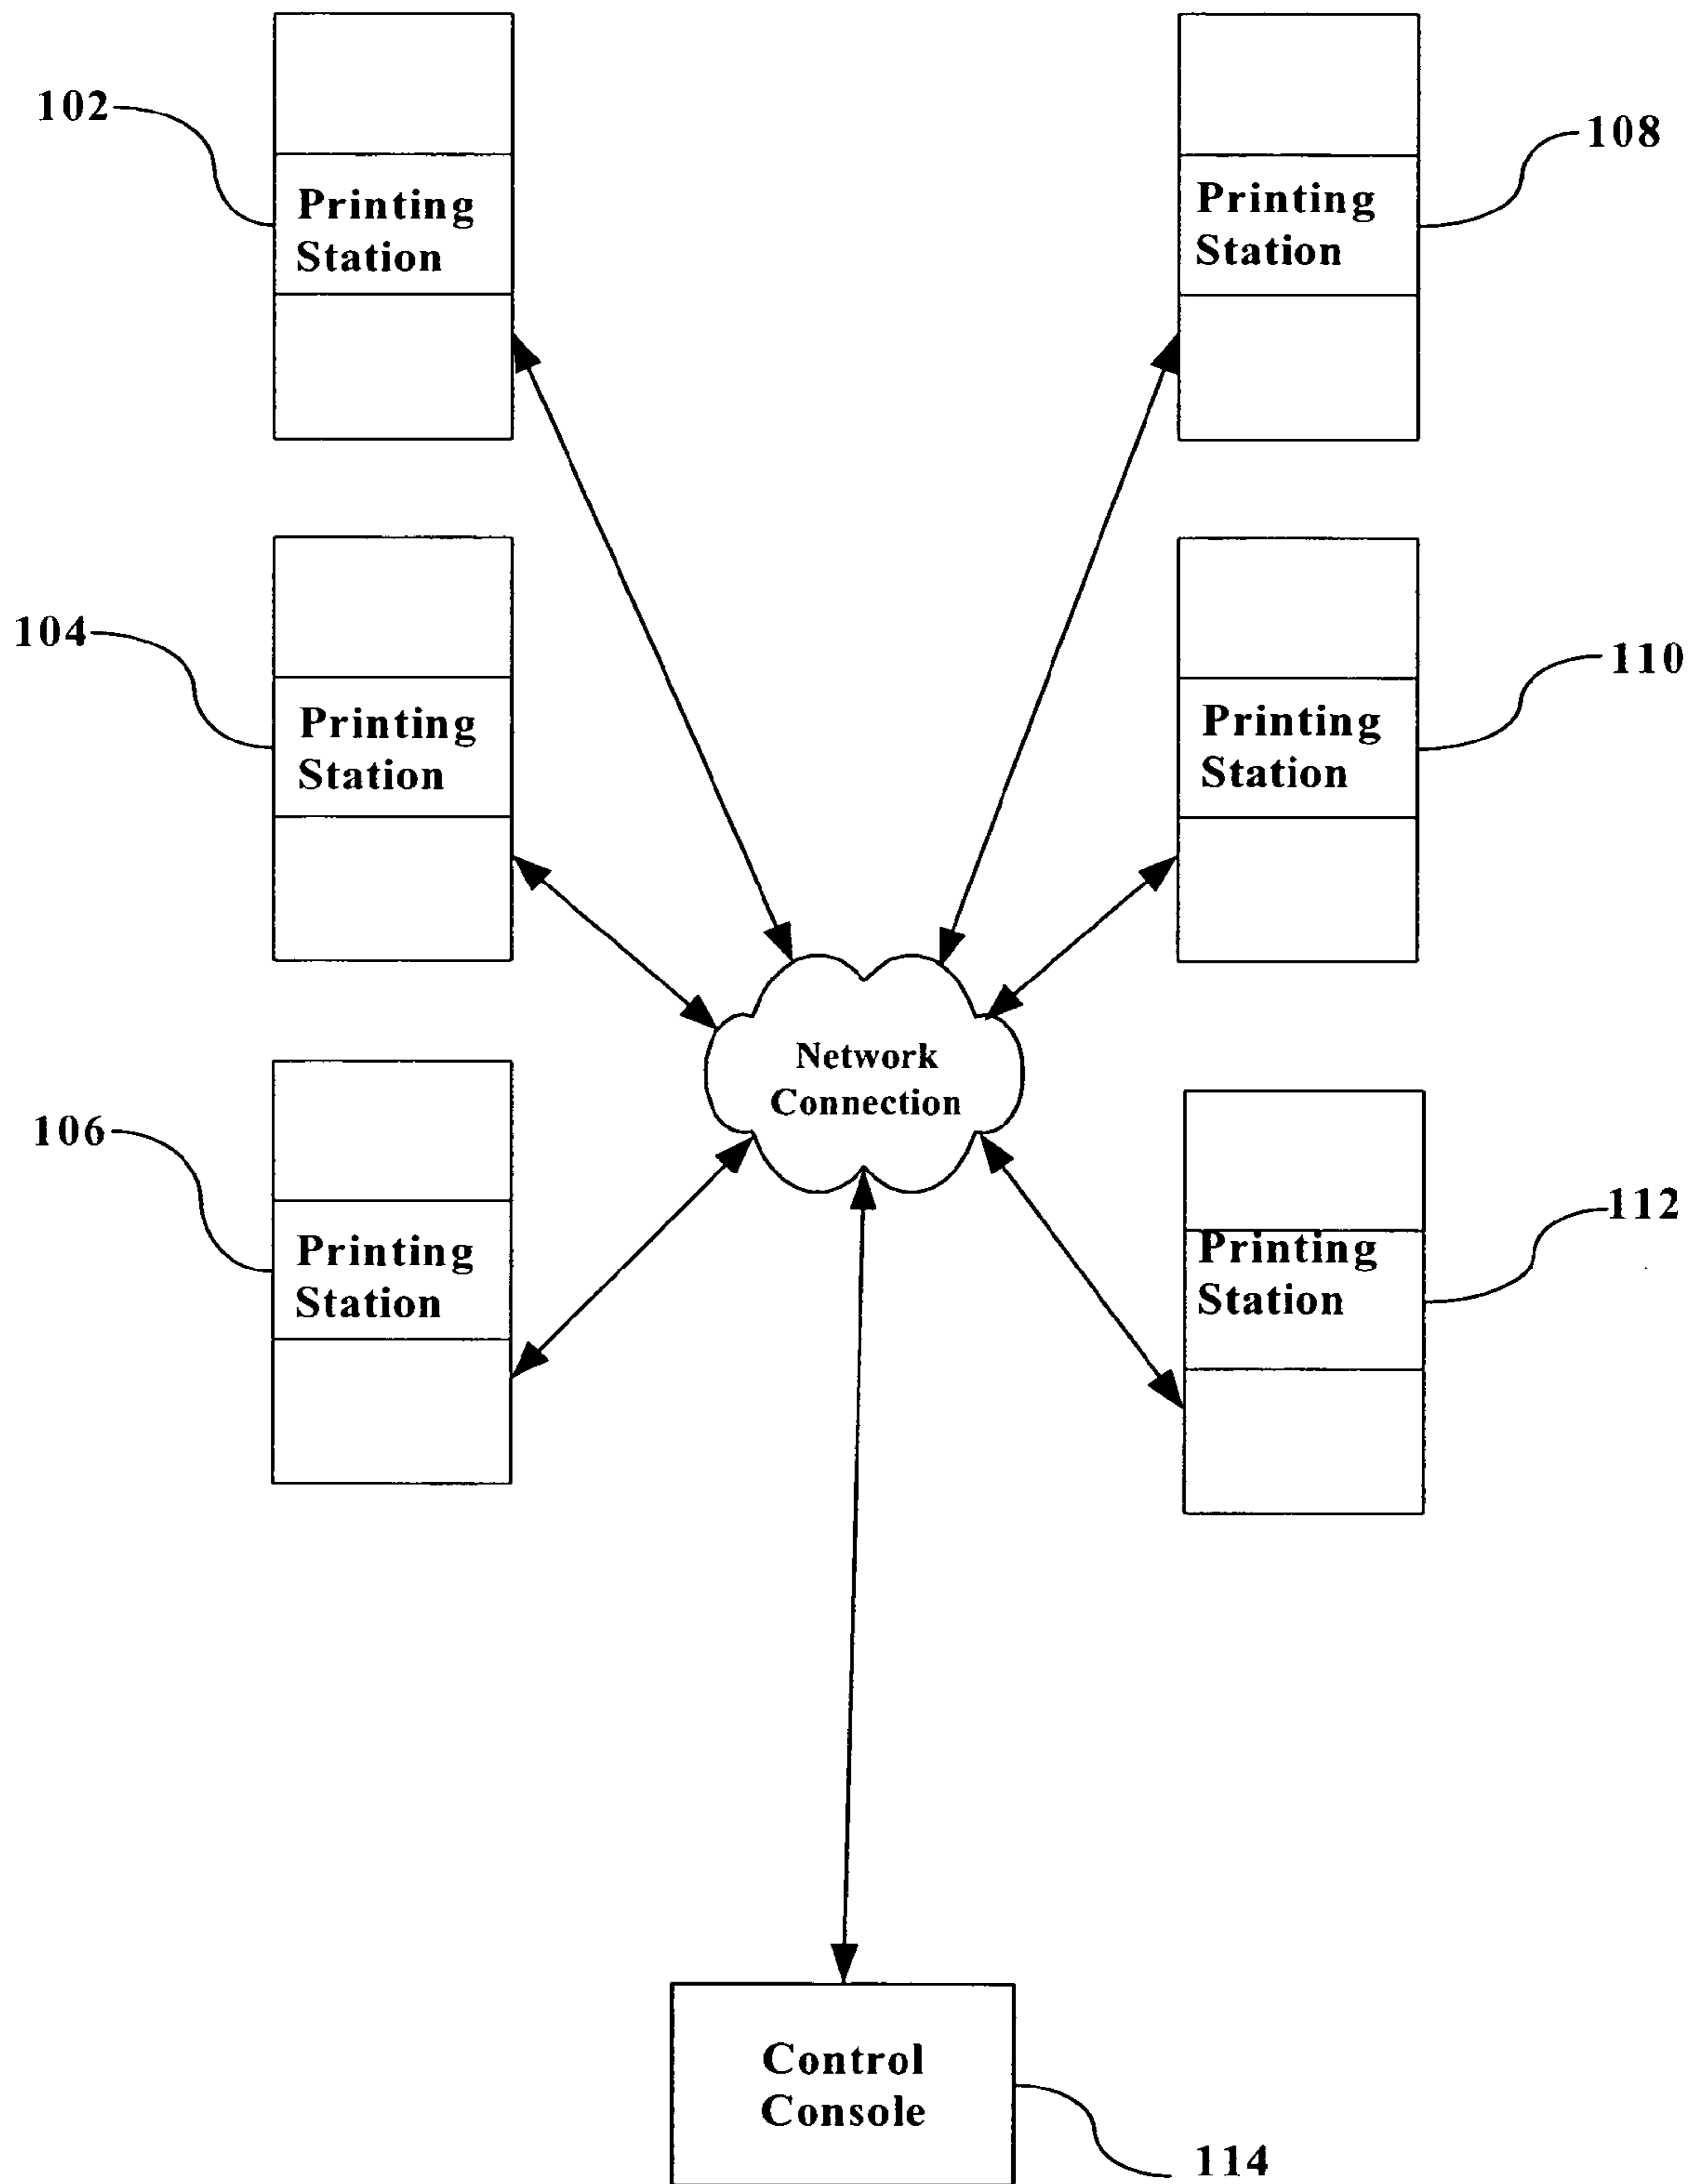 102
Printing
Station
108
Printing
Station
104
Printing
Station
110
Printing
Station
Network
Connection
106
Printing
Station
112
Printing
Station
Control
Console
114